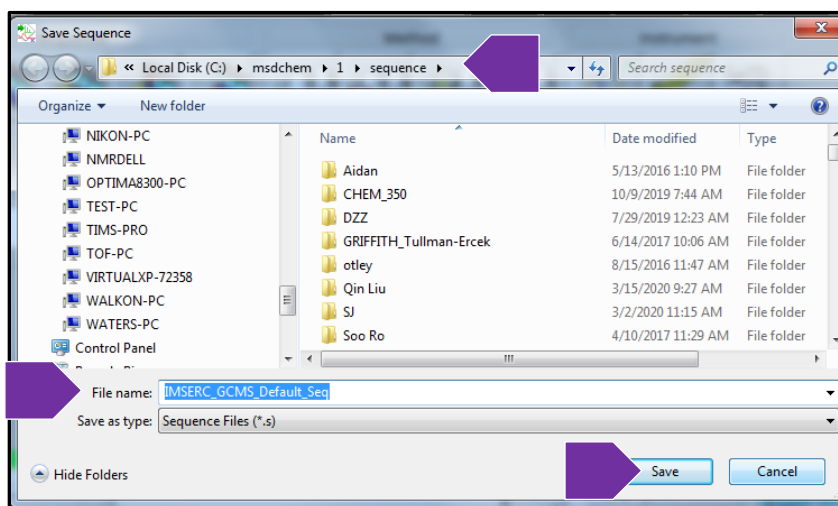 Save Sequence
« Local Disk (C:) ▸ msdchem ▸ 1 ▸ sequence ▸ Search sequence
Organize ▾ New folder
NIKON-PC
NMRDELL
OPTIMA8300-PC
TEST-PC
TIMS-PRO
TOF-PC
VIRTUALXP-72358
WALKON-PC
WATERS-PC
Control Panel
Name Date modified Type
Aidan 5/13/2016 1:10 PM File folder
CHEM_350 10/9/2019 7:44 AM File folder
DZZ 7/29/2019 12:23 AM File folder
GRIFFITH_Tullman-Ercek 6/14/2017 10:06 AM File folder
otley 8/15/2016 11:47 AM File folder
Qin Liu 3/15/2020 9:27 AM File folder
SJ 3/2/2020 11:15 AM File folder
Soo Ro 4/10/2017 11:29 AM File folder
File name: IMSERC_GCMS_Default_Seq
Save as type: Sequence Files (*.s)
Hide Folders Save Cancel